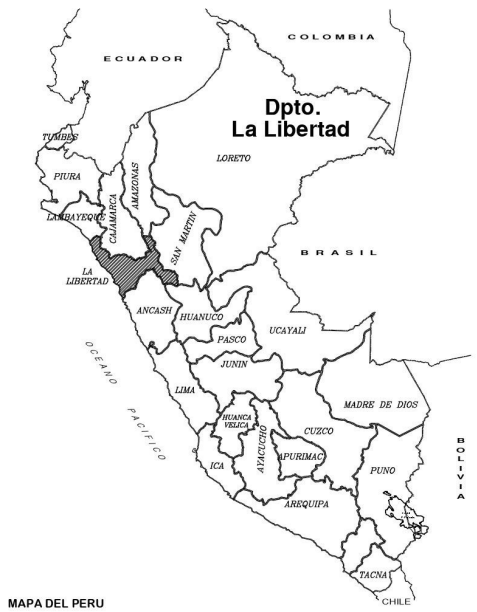 COLOMBIA
ECUADOR
Dpto.
La Libertad
TUMBES
LORETO
PIURA
AMAZONAS
LAMBAYEQUE
CAJAMARCA
SAN MARTIN
BRASIL
LA
LIBERTAD
ANCASH
HUANUCO
UCAYALI
PASCO
OCEANO
PACIFICO
JUNIN
LIMA
MADRE DE DIOS
HUANCA
VELICA
CUZCO
AYACUCHO
APURIMAC
ICA
PUNO
BOLIVIA
AREQUIPA
TACNA
CHILE
MAPA DEL PERU